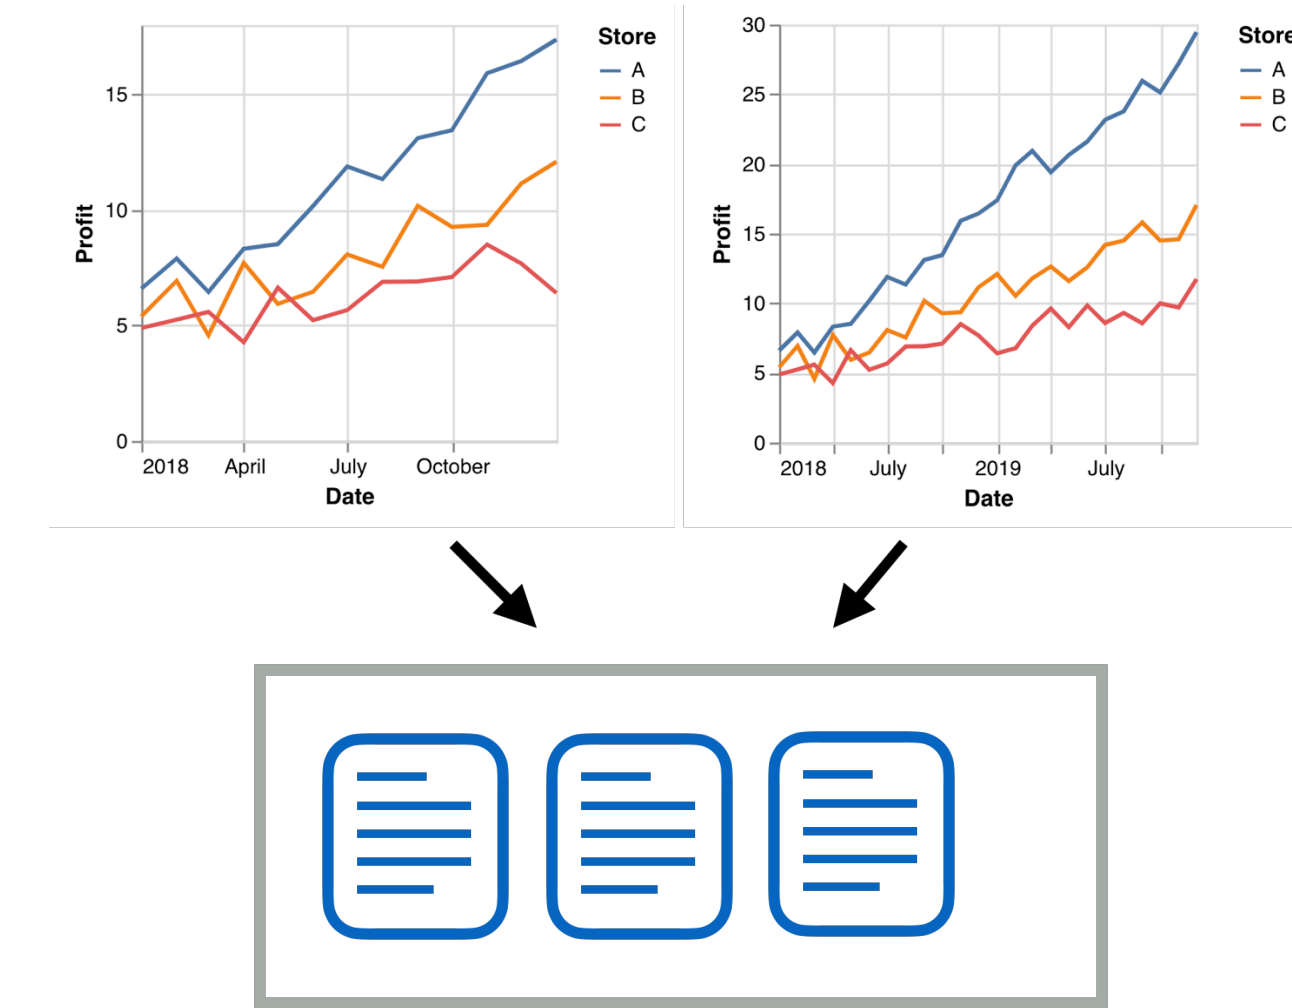 Store
A
B
C
15
10
5
0
Profit
2018 April July October
Date
Store
A
B
C
30
25
20
15
10
5
0
Profit
2018 July 2019 July
Date